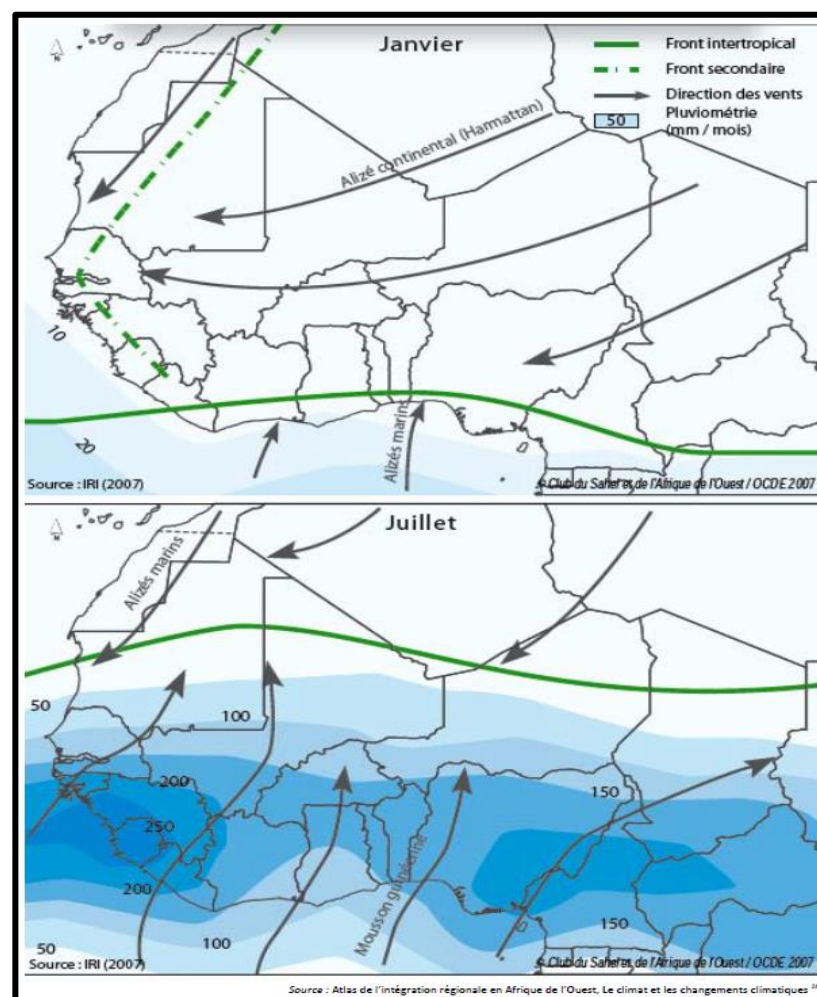 Janvier
Front intertropical
Front secondaire
Direction des vents
Pluviométrie
(mm / mois)
50
N
Alizé continental (Harmattan)
10
20
Alizés marins
0
Source : IRI (2007)
© Club du Sahel et de l'Afrique de l'Ouest / OCDE 2007
Juillet
N
Alizés marins
50
100
200
250
200
150
150
100
50
Mousson guinéenne
0
Source : IRI (2007)
© Club du Sahel et de l'Afrique de l'Ouest / OCDE 2007
Source : Atlas de l'intégration régionale en Afrique de l'Ouest, Le climat et les changements climatiques